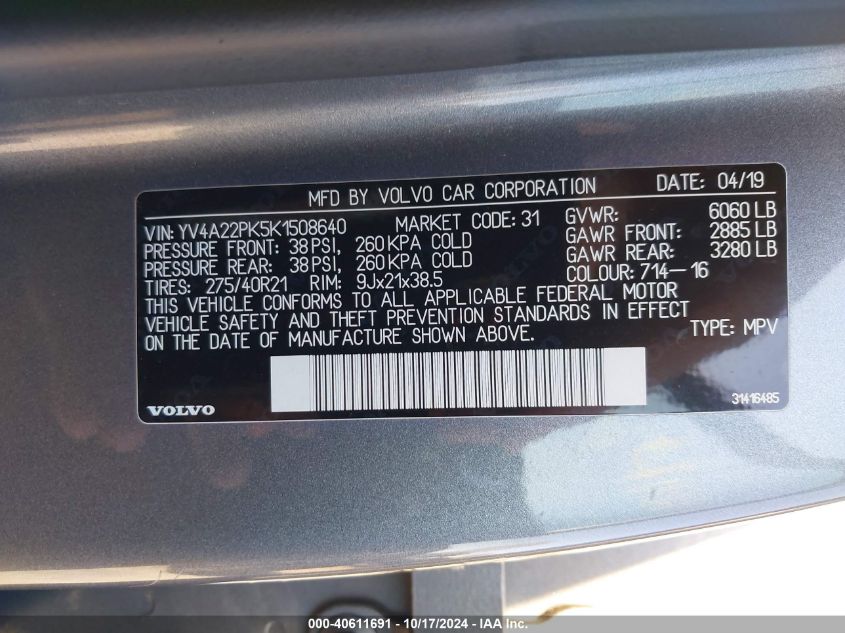 MFD BY VOLVO CAR CORPORATION DATE: 04/19
VIN: YV4A22PK5K1508640 MARKET CODE: 31 GVWR: 6060 LB
PRESSURE FRONT: 38 PSI, 260 KPA COLD GAWR FRONT: 2885 LB
PRESSURE REAR: 38 PSI, 260 KPA COLD GAWR REAR: 3280 LB
TIRES: 275/40R21 RIM: 9Jx21x38.5 COLOUR: 714-16
THIS VEHICLE CONFORMS TO ALL APPLICABLE FEDERAL MOTOR
VEHICLE SAFETY AND THEFT PREVENTION STANDARDS IN EFFECT
ON THE DATE OF MANUFACTURE SHOWN ABOVE. TYPE: MPV
VOLVO 31416485
000-40611691 - 10/17/2024 - IAA Inc.